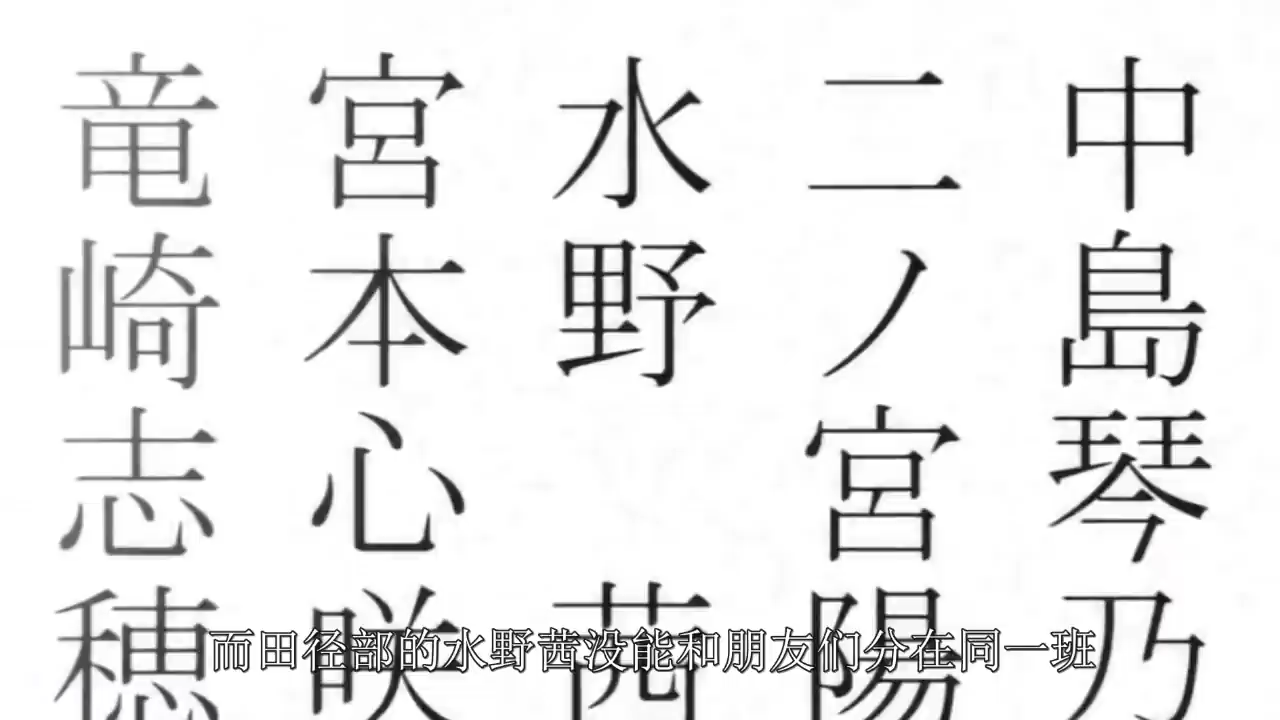 中島琴乃
二ノ宮陽
水野 茜
宮本心咲
竜崎志穂
而田径部的水野茜没能和朋友们分在同一班